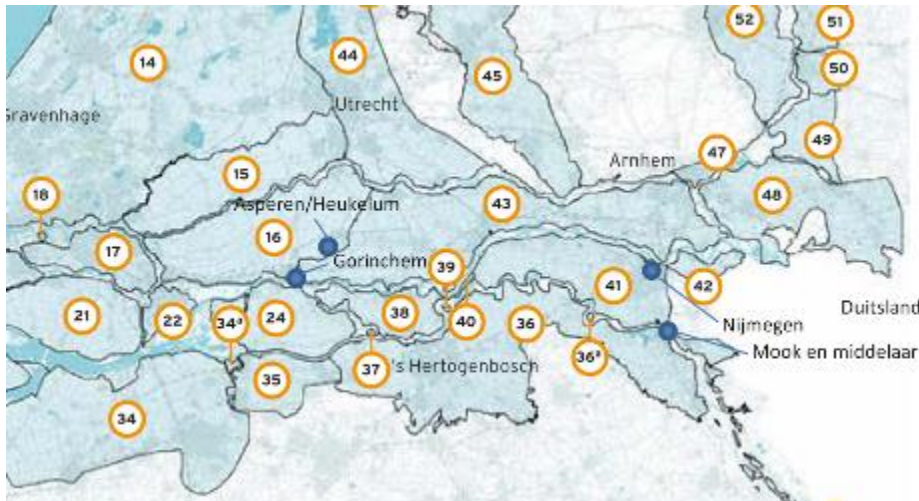 52
51
14
44
50
45
Gravenhage
Utrecht
49
15
Arnhem
47
18
Asperen/Heukelum
43
48
16
17
Gorinchem
39
41
42
21
22
34a
24
38
40
36
Duitsland
Nijmegen
36a
Mook en middelaar
37
's Hertogenbosch
35
34